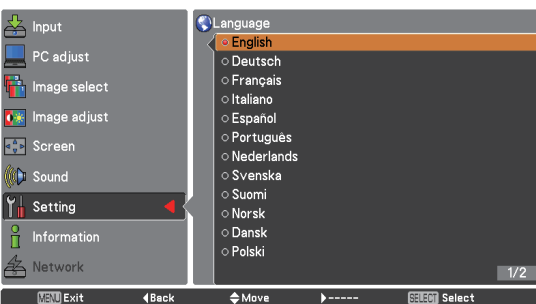 Input
PC adjust
Image select
Image adjust
Screen
Sound
Setting
Information
Network
Language
English
Deutsch
Français
Italiano
Español
Português
Nederlands
Svenska
Suomi
Norsk
Dansk
Polski
1/2
MENU Exit
Back
Move
-----
SELECT Select